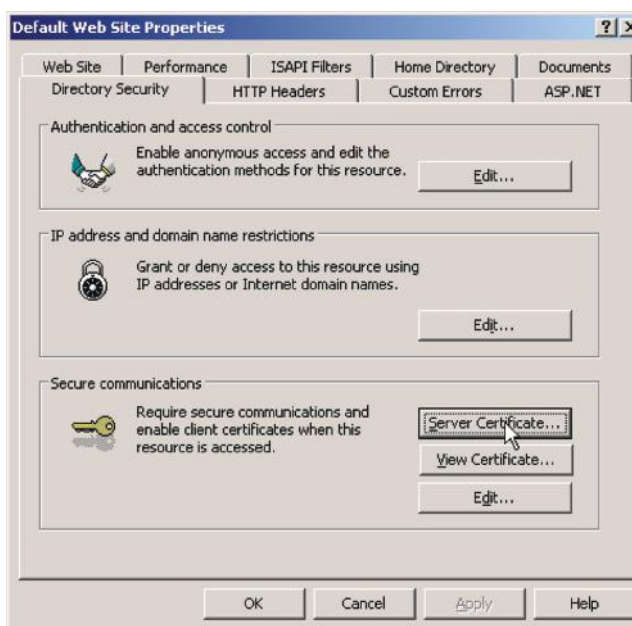 Default Web Site Properties
Web Site Performance ISAPI Filters Home Directory Documents
Directory Security HTTP Headers Custom Errors ASP.NET
Authentication and access control
Enable anonymous access and edit the
authentication methods for this resource.
Edit...
IP address and domain name restrictions
Grant or deny access to this resource using
IP addresses or Internet domain names.
Edit...
Secure communications
Require secure communications and
enable client certificates when this
resource is accessed.
Server Certificate...
View Certificate...
Edit...
OK Cancel Apply Help